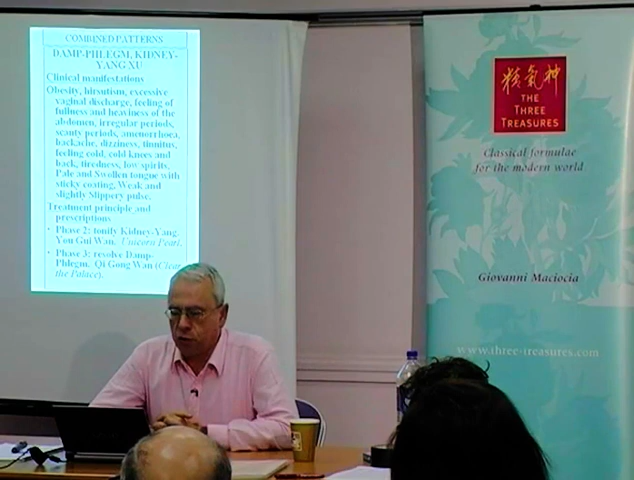 COMBINED PATTERNS
DAMP-PHLEGM, KIDNEY-
YANG XU
Clinical manifestations
Obesity, hirsutism, excessive
vaginal discharge, feeling of
fullness and heaviness of the
abdomen, irregular periods,
scanty periods, amenorrhoea,
backache, dizziness, tinnitus,
feeling cold, cold knees and
back, tiredness, low spirits,
Pale and Swollen tongue with
sticky coating, Weak and
slightly Slippery pulse.
Treatment principle and
prescriptions
• Phase 2: tonify Kidney-Yang.
You Gui Wan. Unicorn Pearl.
• Phase 3: resolve Damp-
Phlegm. Qi Gong Wan (Clear
the Palace).
精氣神
THE
THREE
TREASURES
Classical formulae
for the modern world
Giovanni Maciocia
www.three-treasures.com